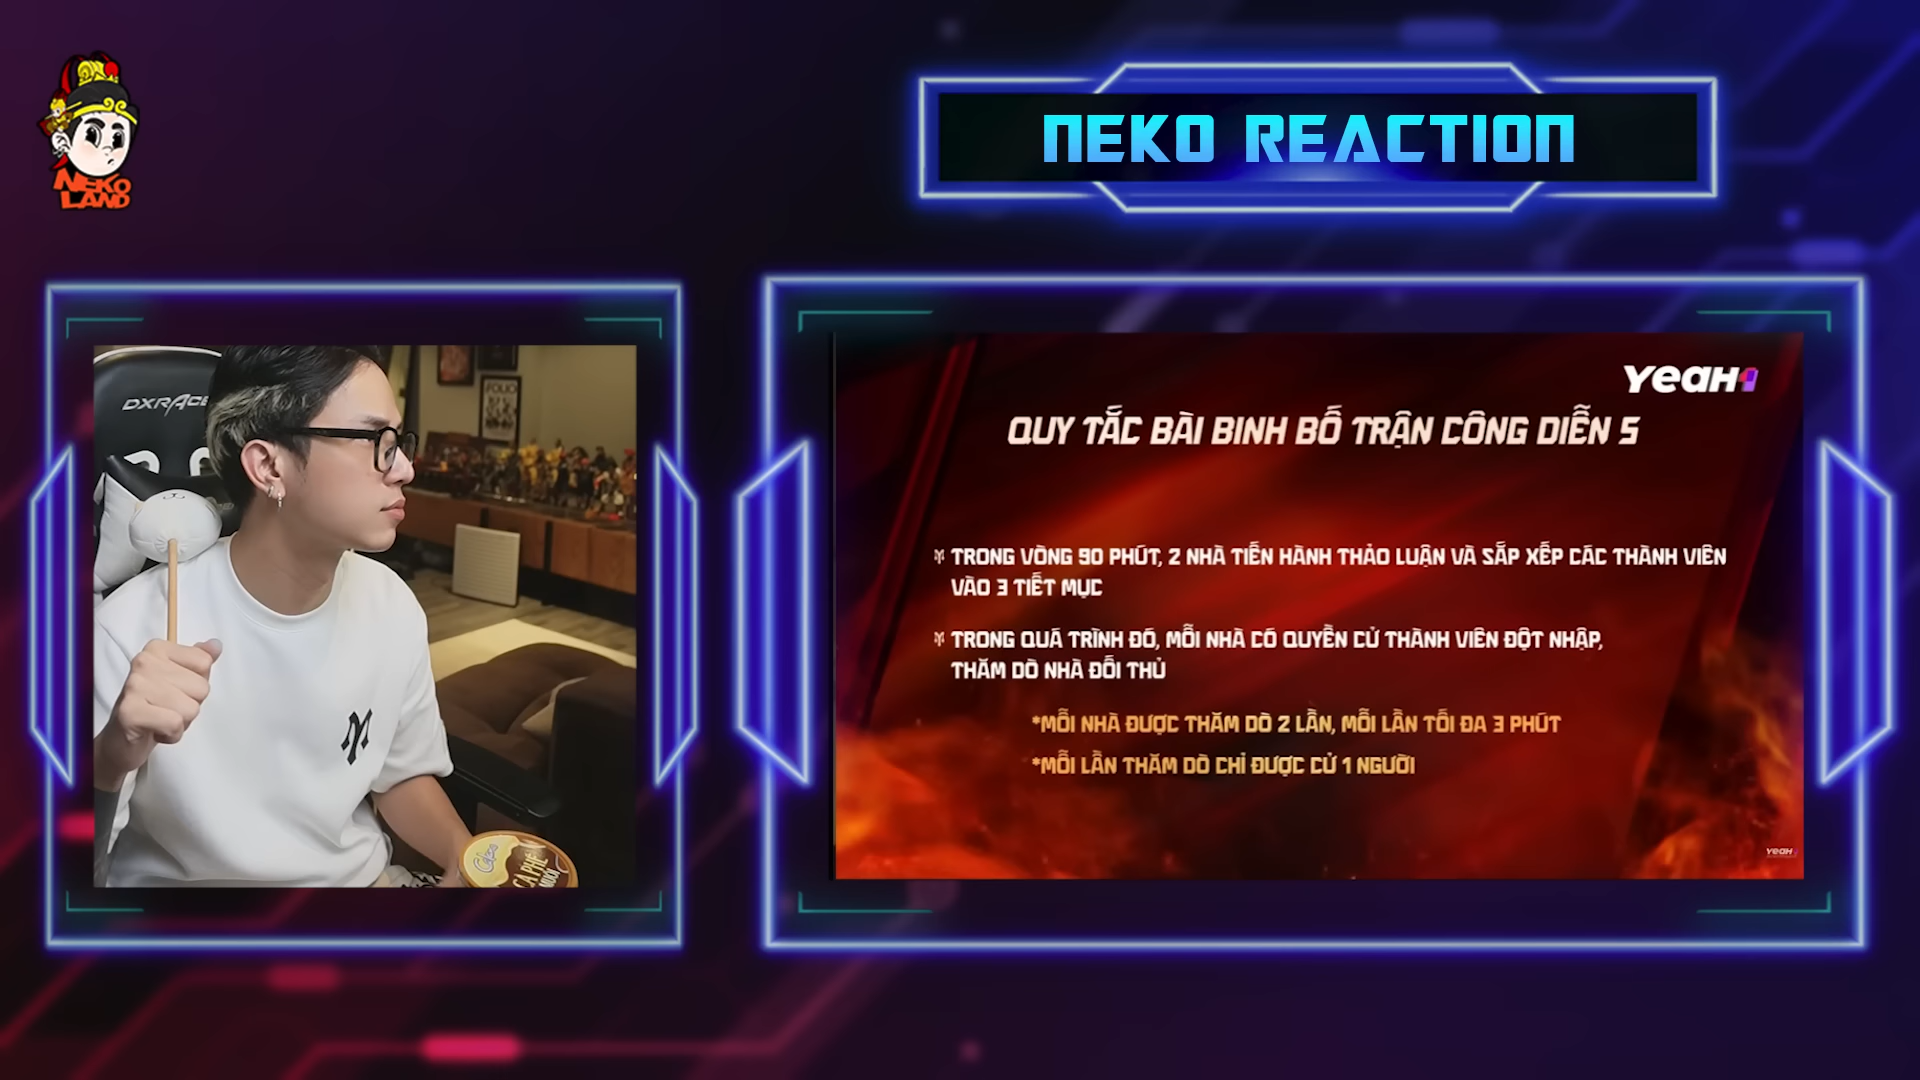 NEKO
LAND
NEKO REACTION
DXRACE
FOLIO
YEAH1
QUY TẮC BÀI BINH BỐ TRẬN CÔNG DIỄN 5
TRONG VÒNG 90 PHÚT, 2 NHÀ TIẾN HÀNH THẢO LUẬN VÀ SẮP XẾP CÁC THÀNH VIÊN
VÀO 3 TIẾT MỤC
TRONG QUÁ TRÌNH ĐÓ, MỖI NHÀ CÓ QUYỀN CỬ THÀNH VIÊN ĐỘT NHẬP,
THĂM DÒ NHÀ ĐỐI THỦ
*MỖI NHÀ ĐƯỢC THĂM DÒ 2 LẦN, MỖI LẦN TỐI ĐA 3 PHÚT
*MỖI LẦN THĂM DÒ CHỈ ĐƯỢC CỬ 1 NGƯỜI
YEAH1
CÀ PHÊ
MUỐI